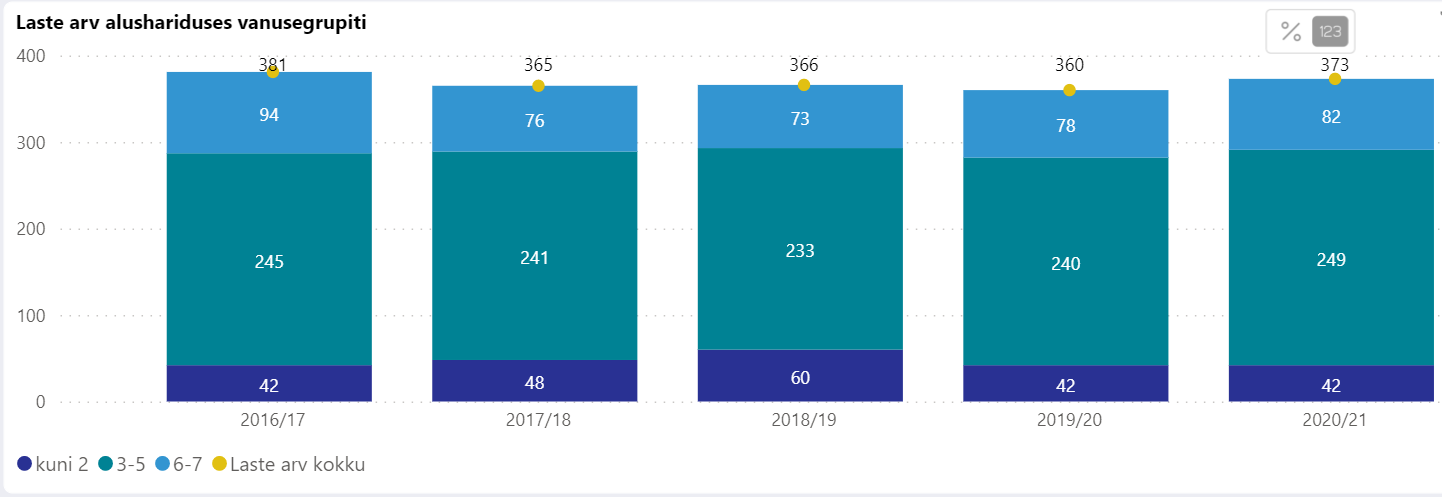 Laste arv alushariduses vanusegrupiti
% 123
400
381 365 366 360 373
94 76 73 78 82
300
245 241 233 240 249
200
100
42 48 60 42 42
0
2016/17 2017/18 2018/19 2019/20 2020/21
kuni 2 3-5 6-7 Laste arv kokku